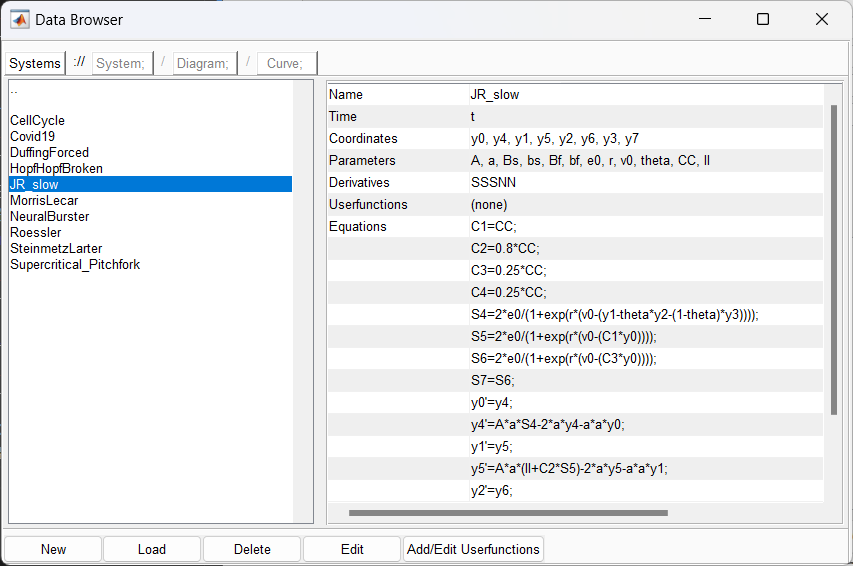 Data Browser
Systems :// System; / Diagram; / Curve;
..
CellCycle
Covid19
DuffingForced
HopfHopfBroken
JR_slow
MorrisLecar
NeuralBurster
Roessler
SteinmetzLarter
Supercritical_Pitchfork
Name JR_slow
Time t
Coordinates y0, y4, y1, y5, y2, y6, y3, y7
Parameters A, a, Bs, bs, Bf, bf, e0, r, v0, theta, CC, II
Derivatives SSSNN
Userfunctions (none)
Equations C1=CC;
C2=0.8*CC;
C3=0.25*CC;
C4=0.25*CC;
S4=2*e0/(1+exp(r*(v0-(y1-theta*y2-(1-theta)*y3))));
S5=2*e0/(1+exp(r*(v0-(C1*y0))));
S6=2*e0/(1+exp(r*(v0-(C3*y0))));
S7=S6;
y0'=y4;
y4'=A*a*S4-2*a*y4-a*a*y0;
y1'=y5;
y5'=A*a*(II+C2*S5)-2*a*y5-a*a*y1;
y2'=y6;
New Load Delete Edit Add/Edit Userfunctions